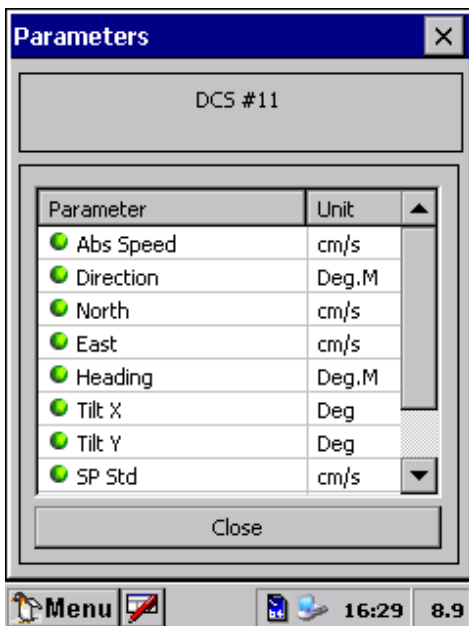 Parameters
DCS #11
Parameter Unit
Abs Speed cm/s
Direction Deg.M
North cm/s
East cm/s
Heading Deg.M
Tilt X Deg
Tilt Y Deg
SP Std cm/s
Close
Menu 16:29 8.9